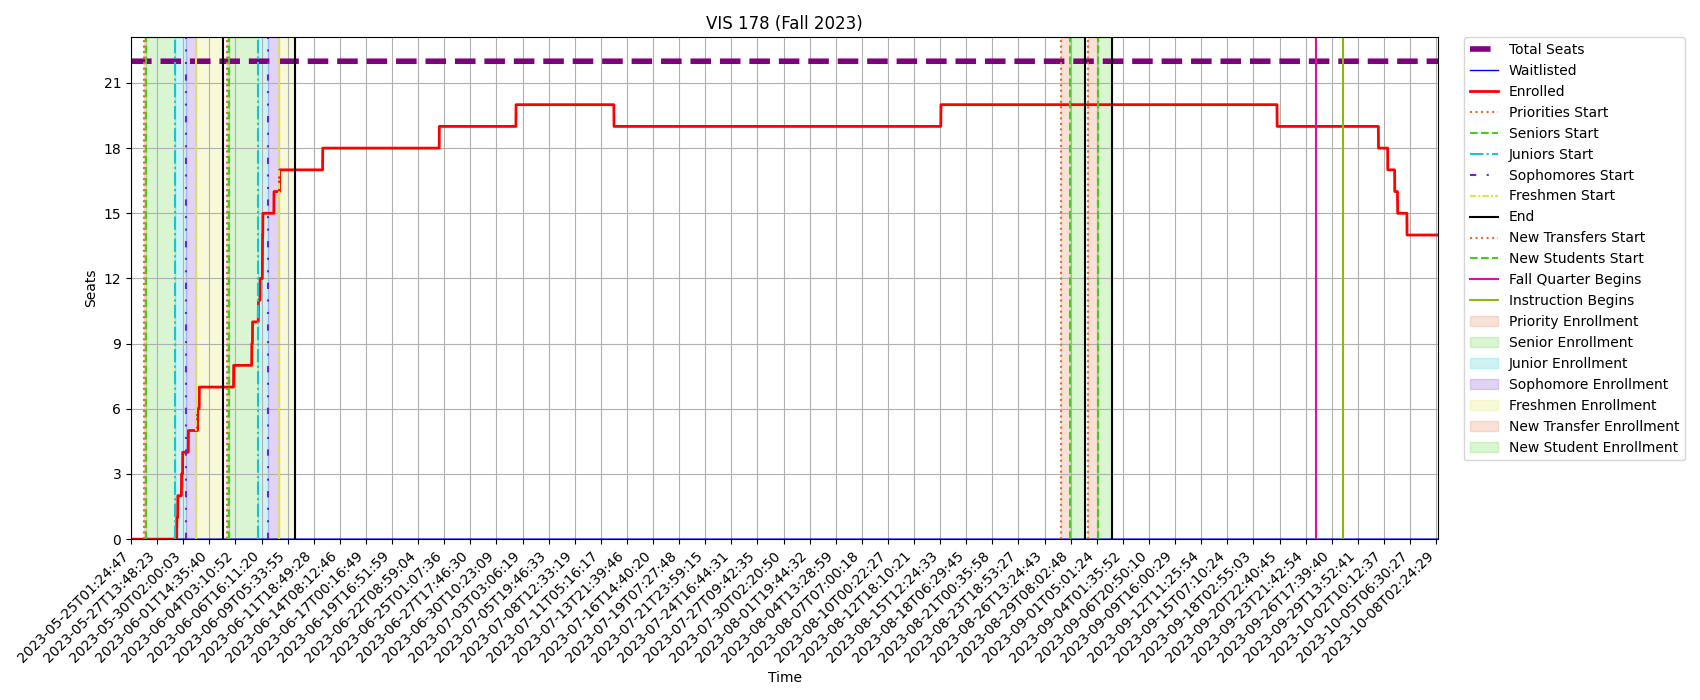 VIS 178 (Fall 2023)
Seats
21
18
15
12
9
6
3
0
2023-05-25T01:24:47
2023-05-27T13:48:23
2023-05-30T02:00:03
2023-06-01T14:35:40
2023-06-04T03:10:52
2023-06-06T16:11:20
2023-06-09T05:33:55
2023-06-11T18:49:28
2023-06-14T08:12:46
2023-06-17T00:16:49
2023-06-19T16:51:59
2023-06-22T08:59:04
2023-06-25T01:07:36
2023-06-27T17:46:30
2023-06-30T10:23:09
2023-07-03T03:06:19
2023-07-05T19:46:33
2023-07-08T12:33:19
2023-07-11T05:16:17
2023-07-13T21:39:46
2023-07-16T14:40:20
2023-07-19T07:27:48
2023-07-21T23:59:15
2023-07-24T16:44:31
2023-07-27T09:42:35
2023-07-30T02:20:50
2023-08-01T19:44:32
2023-08-04T13:28:59
2023-08-07T07:00:18
2023-08-10T00:22:27
2023-08-12T18:10:21
2023-08-15T12:24:33
2023-08-18T06:29:45
2023-08-21T00:35:58
2023-08-23T18:53:27
2023-08-26T13:24:43
2023-08-29T08:02:48
2023-09-01T05:01:24
2023-09-04T01:35:52
2023-09-06T20:50:10
2023-09-09T16:00:29
2023-09-12T11:25:54
2023-09-15T07:10:24
2023-09-18T02:55:03
2023-09-20T22:40:45
2023-09-23T21:42:54
2023-09-26T17:39:40
2023-09-29T13:52:41
2023-10-02T10:12:37
2023-10-05T06:30:27
2023-10-08T02:24:29
Time
Total Seats
Waitlisted
Enrolled
Priorities Start
Seniors Start
Juniors Start
Sophomores Start
Freshmen Start
End
New Transfers Start
New Students Start
Fall Quarter Begins
Instruction Begins
Priority Enrollment
Senior Enrollment
Junior Enrollment
Sophomore Enrollment
Freshmen Enrollment
New Transfer Enrollment
New Student Enrollment